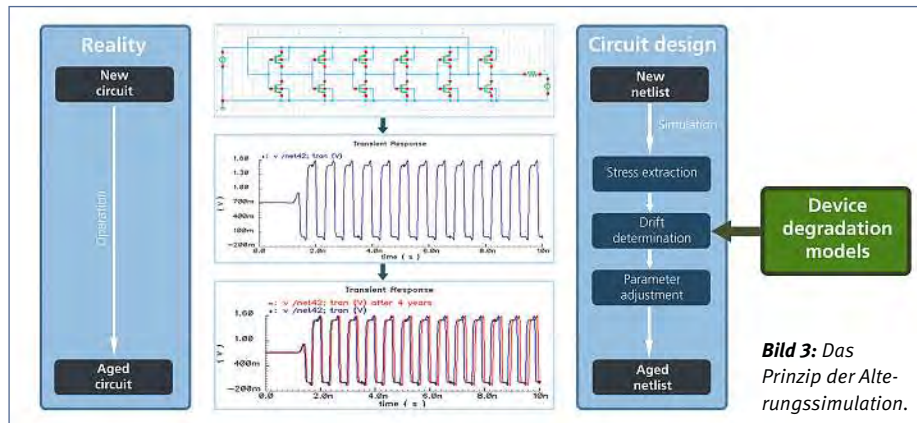 Reality
New
circuit
Operation
Aged
circuit
Transient Response
-: v /net42; tran (V)
(V)
1.60
1.30
1.00
700m
400m
100m
-200m
0.0
2.0n
4.0n
6.0n
8.0n
10n
time ( s )
Transient Response
-: v /net42; tran (V) after 4 years
: v /net42; tran (V)
(V)
1.60
1.00
400m
-200m
0.0
2.0n
4.0n
6.0n
8.0n
10n
time ( s )
Circuit design
New
netlist
Simulation
Stress extraction
Drift
determination
Parameter
adjustment
Aged
netlist
Device
degradation
models
Bild 3: Das
Prinzip der Alte-
rungssimulation.